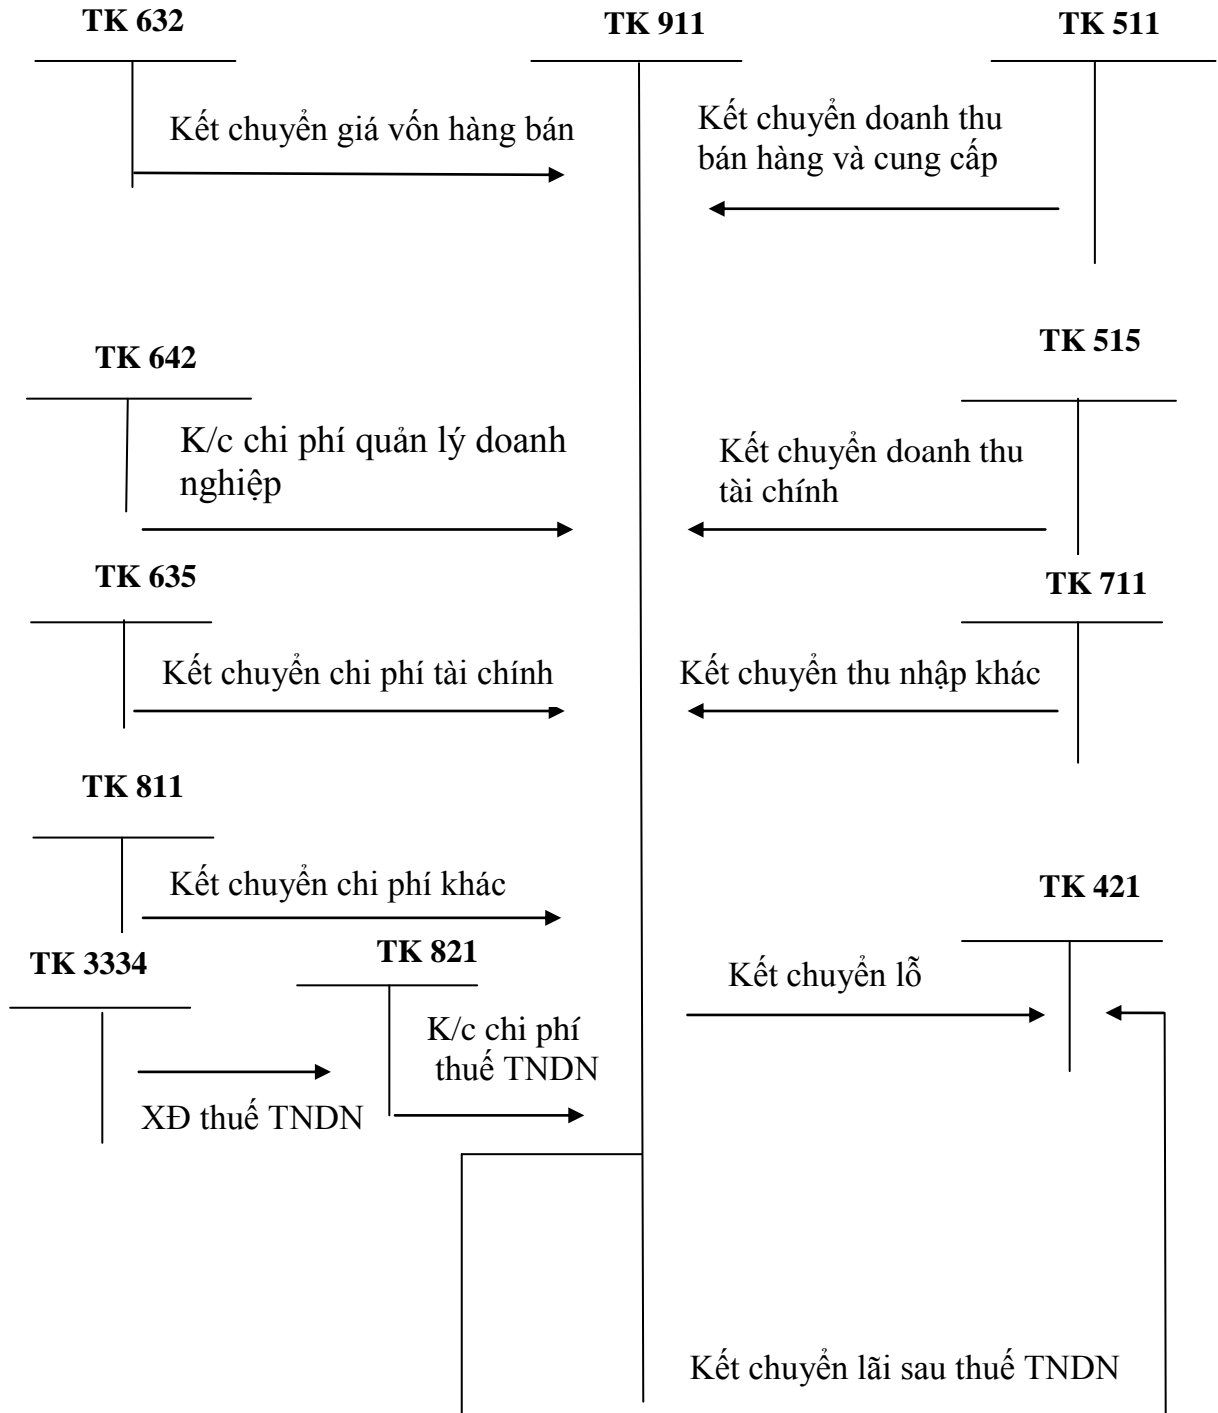 TK 632
TK 911
TK 511
Kết chuyển giá vốn hàng bán
Kết chuyển doanh thu
bán hàng và cung cấp
TK 642
TK 515
K/c chi phí quản lý doanh
nghiệp
Kết chuyển doanh thu
tài chính
TK 635
TK 711
Kết chuyển chi phí tài chính
Kết chuyển thu nhập khác
TK 811
Kết chuyển chi phí khác
TK 421
TK 3334
TK 821
Kết chuyển lỗ
K/c chi phí
thuế TNDN
XĐ thuế TNDN
Kết chuyển lãi sau thuế TNDN